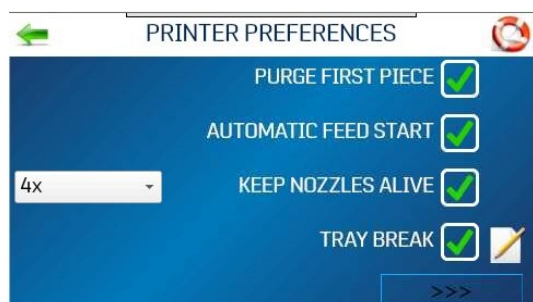 PRINTER PREFERENCES
PURGE FIRST PIECE
AUTOMATIC FEED START
4x KEEP NOZZLES ALIVE
TRAY BREAK
>>>